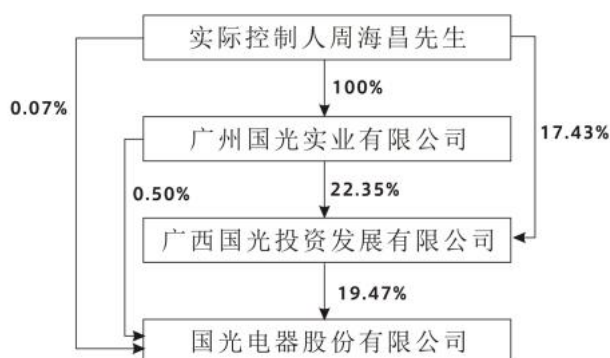 实际控制人周海昌先生
0.07%
100%
17.43%
广州国光实业有限公司
0.50%
22.35%
广西国光投资发展有限公司
19.47%
国光电器股份有限公司